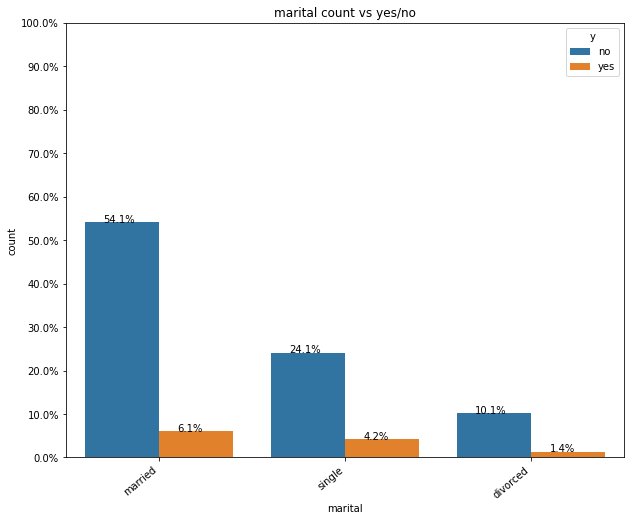 marital count vs yes/no
100.0%
90.0%
80.0%
70.0%
60.0%
50.0%
40.0%
30.0%
20.0%
10.0%
0.0%
count
y
no
yes
54.1%
6.1%
24.1%
4.2%
10.1%
1.4%
married
single
divorced
marital